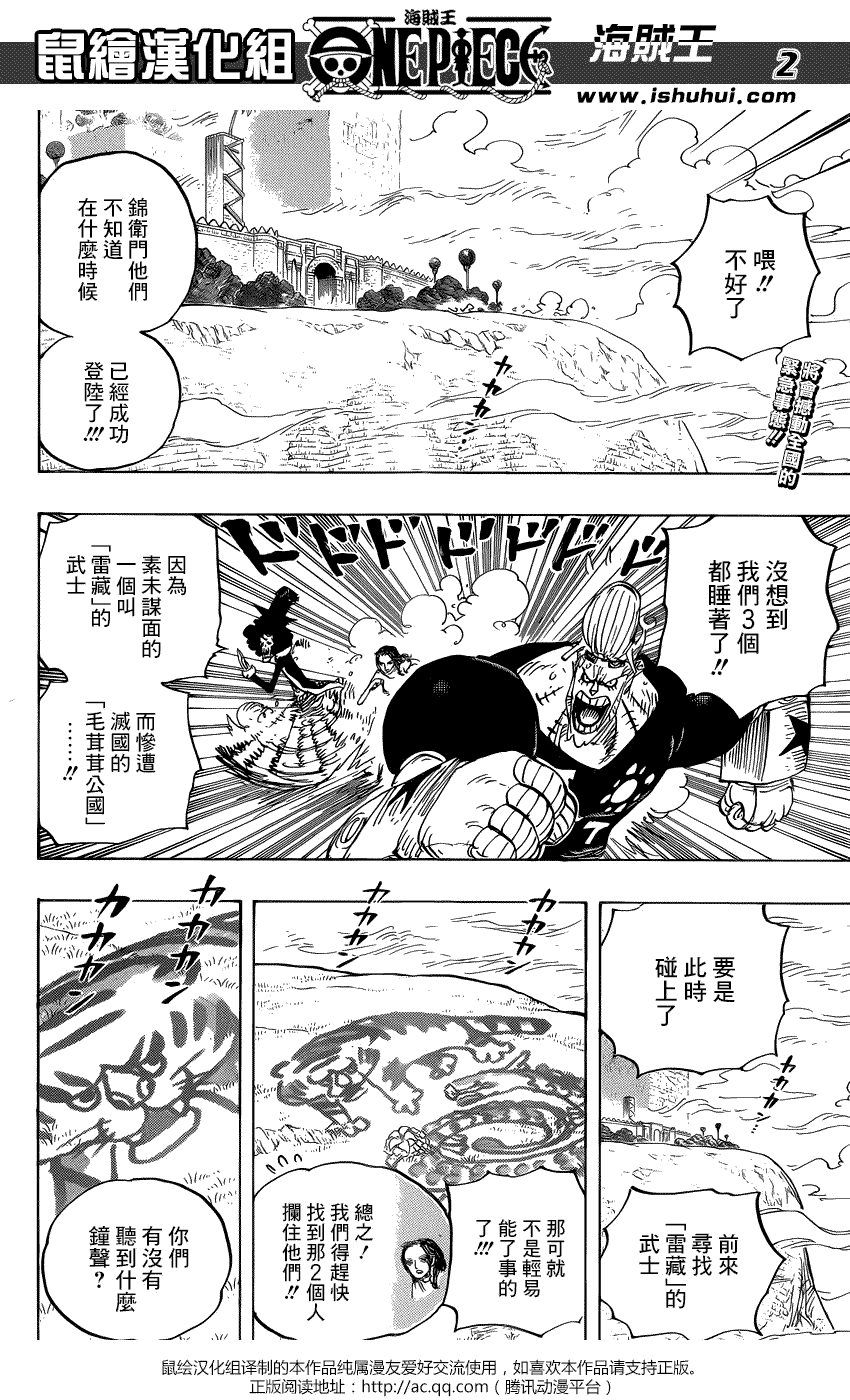 鼠繪漢化組
海賊王
ONE PIECE
海賊王
2
www.ishuhui.com
喂!!
不好了
將會撼動全國的
緊急事態!!
錦衛門他們
不知道
在什麼時候
已經成功
登陸了!!!
カカン…
沒想到
我們3個
都睡著了!!
ドドドドドドド
因為
素未謀面的
一個叫
「雷藏」的
武士
而慘遭
滅國的
「毛茸茸公國」
……!!
要是
此時
碰上了
カカン…
前來
尋找
「雷藏」的
武士
カカン
カカン
那可就
不是輕易
能了事的
了!!!
總之!
我們得趕快
找到那2個人
攔住他們!!
カカン
カカン
你們
有沒有
聽到什麼
鐘聲?
鼠绘汉化组译制的本作品纯属漫友爱好交流使用，如喜欢本作品请支持正版。
正版阅读地址：http://ac.qq.com（腾讯动漫平台）